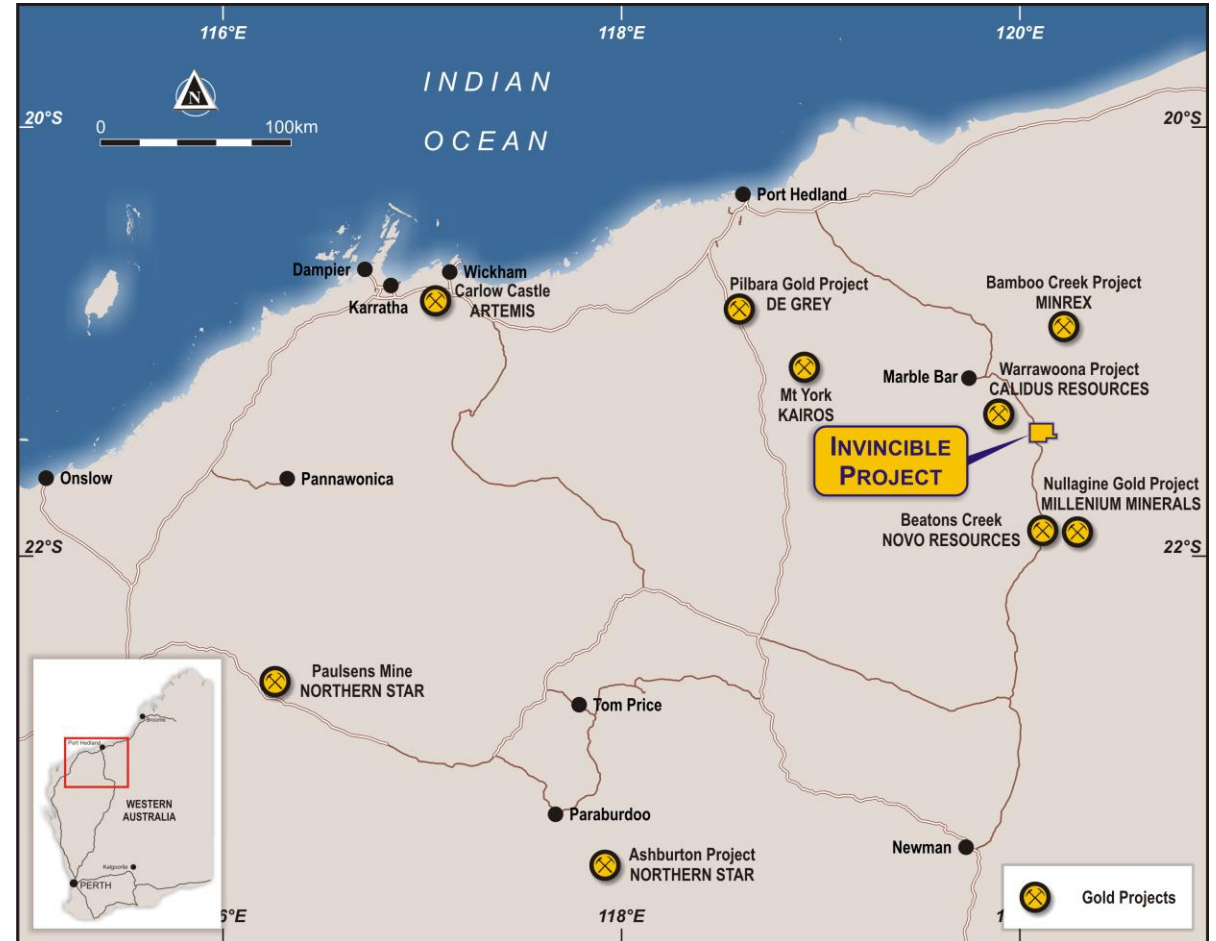 116°E
118°E
120°E
INDIAN
OCEAN
N
0 100km
20°S
20°S
Port Hedland
Dampier
Wickham
Karratha
Carlow Castle
ARTEMIS
Pilbara Gold Project
DE GREY
Bamboo Creek Project
MINREX
Mt York
KAIROS
Marble Bar
Warrawoona Project
CALIDUS RESOURCES
INVINCIBLE
PROJECT
Onslow
Pannawonica
Nullagine Gold Project
MILLENIUM MINERALS
Beatons Creek
NOVO RESOURCES
22°S
22°S
Paulsens Mine
NORTHERN STAR
Tom Price
Paraburdoo
Ashburton Project
NORTHERN STAR
Newman
Broome
Port Hedland
WESTERN
AUSTRALIA
Kalgoorlie
PERTH
6°E
118°E
1
Gold Projects